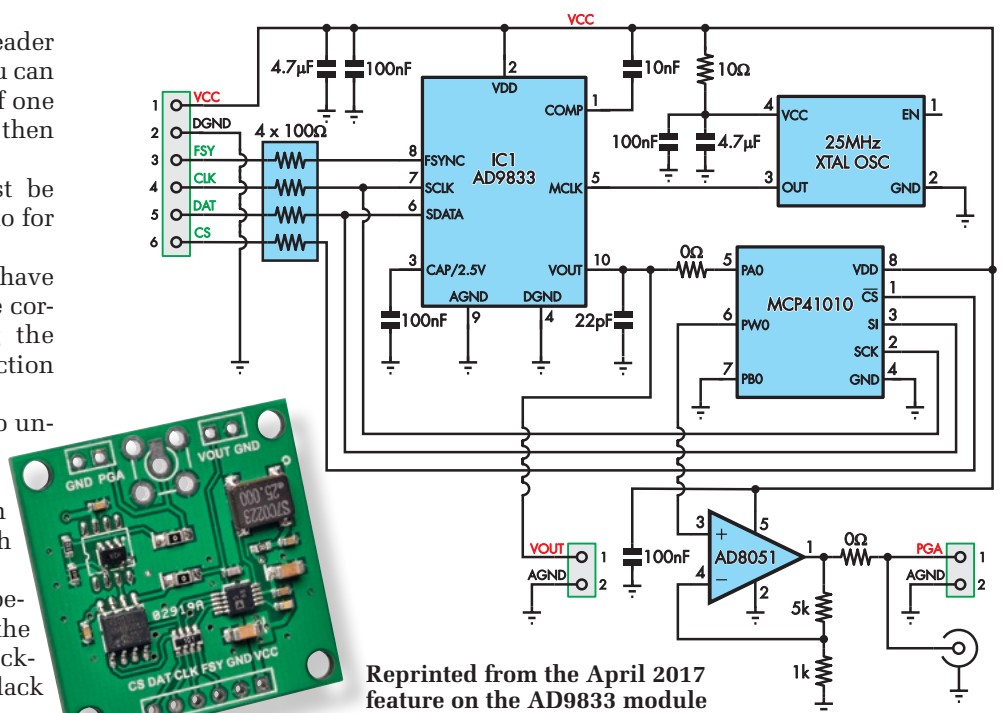 eader
u can
f one
then
st be
o for
have
e cor-
g the
ction
o un-
n
h
pe-
the
ck-
lack
VCC
4.7µF
100nF
2
VDD
10nF
10Ω
COMP
1
IC1
AD9833
1
VCC
2
DGND
3
FSY
4
CLK
5
DAT
6
CS
4 x 100Ω
8
FSYNC
7
SCLK
6
SDATA
3
CAP/2.5V
MCLK
5
VOUT
10
AGND
9
DGND
4
100nF
22pF
100nF
4.7µF
4
VCC
EN
1
25MHz
XTAL OSC
3
OUT
GND
2
0Ω
5
PA0
VDD
8
MCP41010
CS
1
6
PW0
SI
3
SCK
2
7
PB0
GND
4
VOUT
1
AGND
2
100nF
3
+
4
–
AD8051
5
2
1
0Ω
5k
1k
PGA
1
AGND
2
GND PGA
VOUT GND
S7C0223
25.000
02919R
CS DAT CLK FSY GND VCC
Reprinted from the April 2017
feature on the AD9833 module